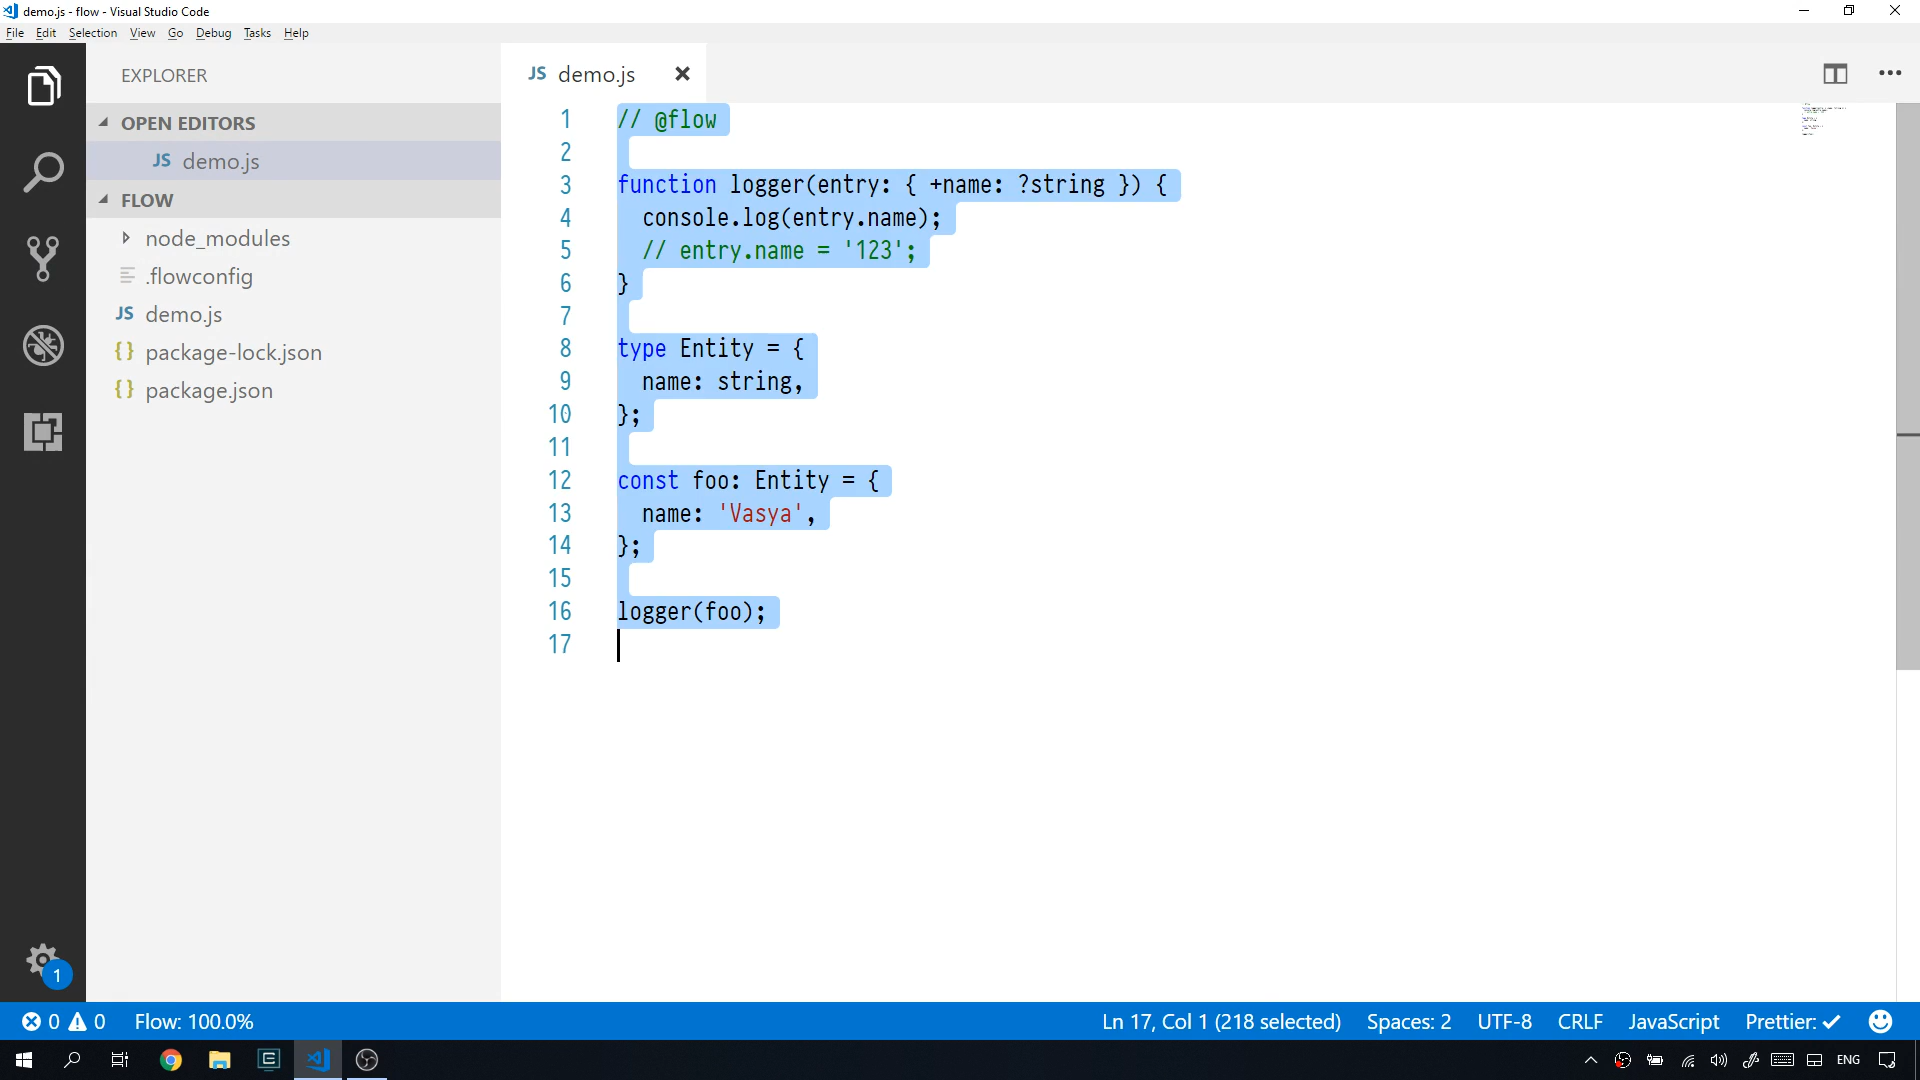 demo.js - flow - Visual Studio Code
File Edit Selection View Go Debug Tasks Help
EXPLORER
OPEN EDITORS
JS demo.js
FLOW
node_modules
.flowconfig
JS demo.js
{} package-lock.json
{} package.json
JS demo.js
1 // @flow
2
3 function logger(entry: { +name: ?string }) {
4   console.log(entry.name);
5   // entry.name = '123';
6 }
7
8 type Entity = {
9   name: string,
10 };
11
12 const foo: Entity = {
13   name: 'Vasya',
14 };
15
16 logger(foo);
17
1
0 0 Flow: 100.0% Ln 17, Col 1 (218 selected) Spaces: 2 UTF-8 CRLF JavaScript Prettier: ✓
ENG